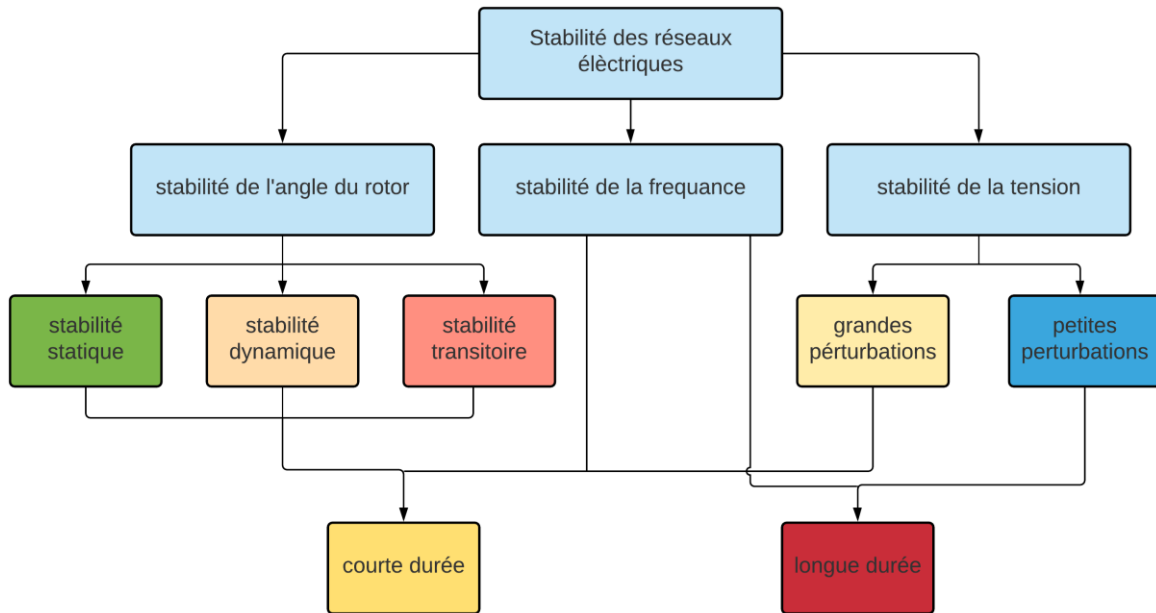 Stabilité des réseaux
élèctriques
stabilité de l'angle du rotor
stabilité de la frequance
stabilité de la tension
stabilité
statique
stabilité
dynamique
stabilité
transitoire
grandes
pérturbations
petites
perturbations
courte durée
longue durée